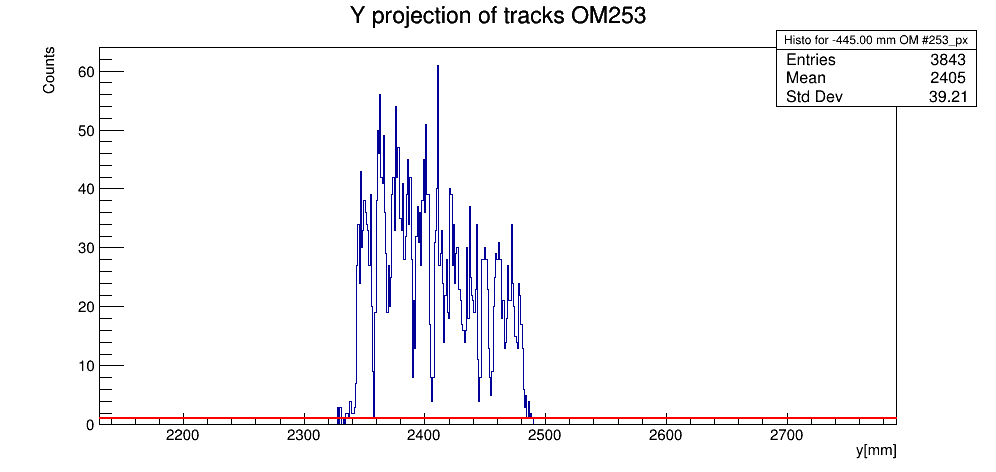 Y projection of tracks OM253
Histo for -445.00 mm OM #253_px
Entries 3843
Mean 2405
Std Dev 39.21
Counts
60
50
40
30
20
10
0
2200 2300 2400 2500 2600 2700
y[mm]